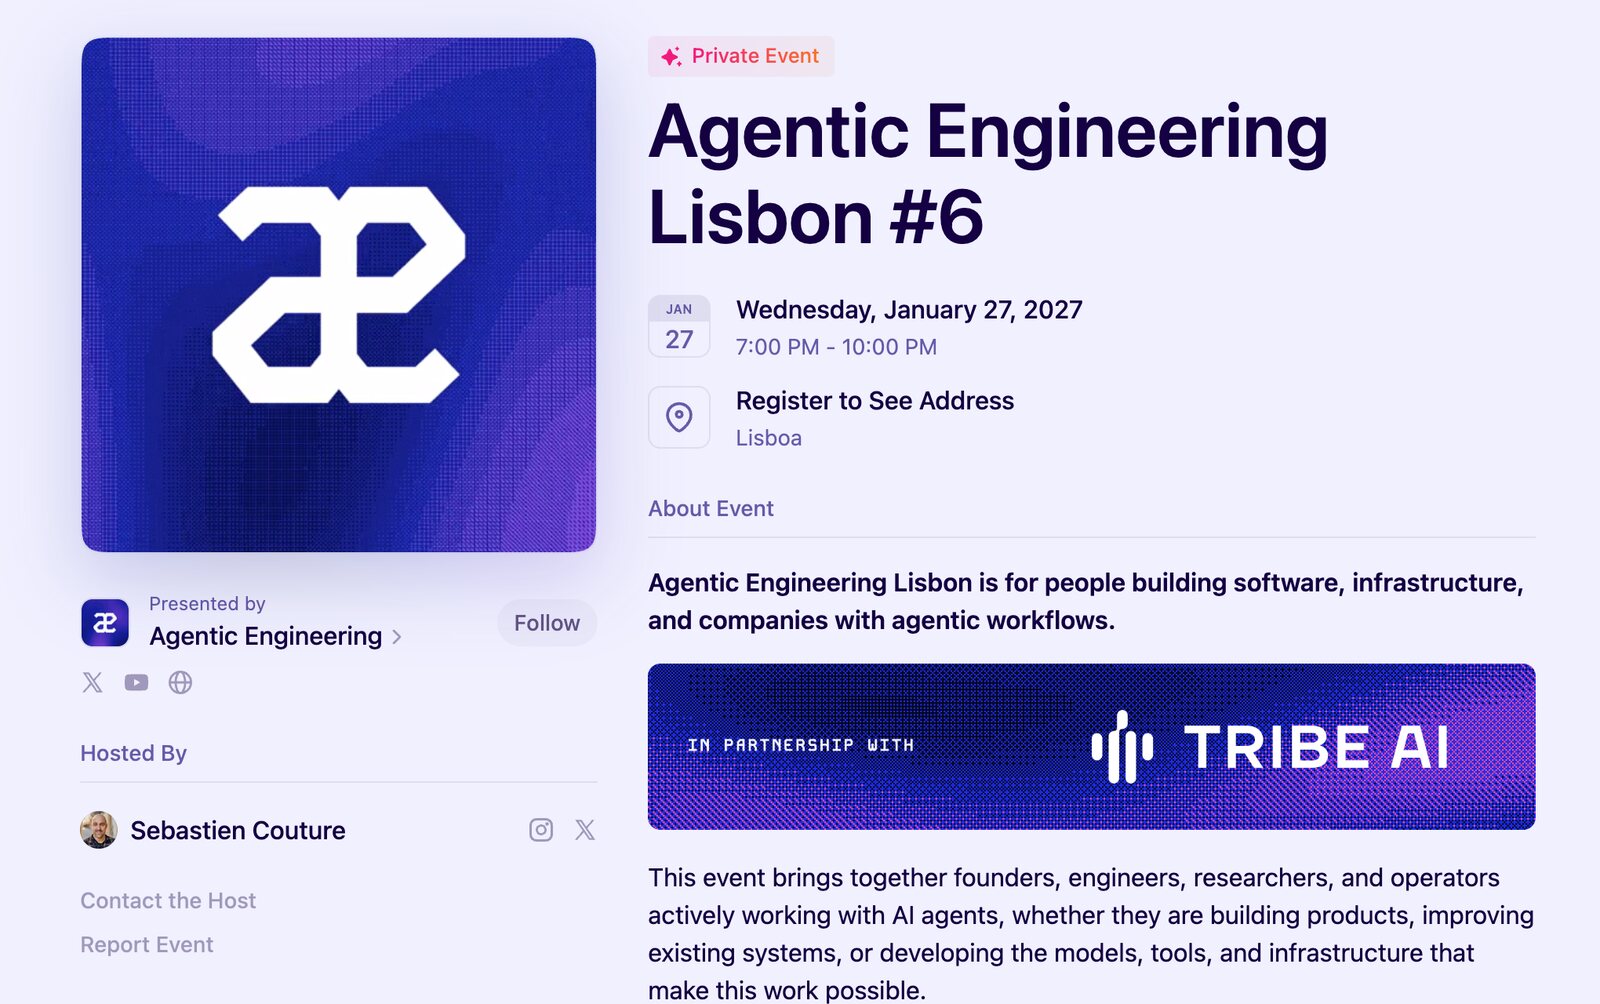 Private Event
Agentic Engineering
Lisbon #6
JAN
27
Wednesday, January 27, 2027
7:00 PM - 10:00 PM
Register to See Address
Lisboa
About Event
Agentic Engineering Lisbon is for people building software, infrastructure,
and companies with agentic workflows.
IN PARTNERSHIP WITH
TRIBE AI
This event brings together founders, engineers, researchers, and operators
actively working with AI agents, whether they are building products, improving
existing systems, or developing the models, tools, and infrastructure that
make this work possible.
æ
æ
Presented by
Agentic Engineering
Follow
Hosted By
Sebastien Couture
Contact the Host
Report Event